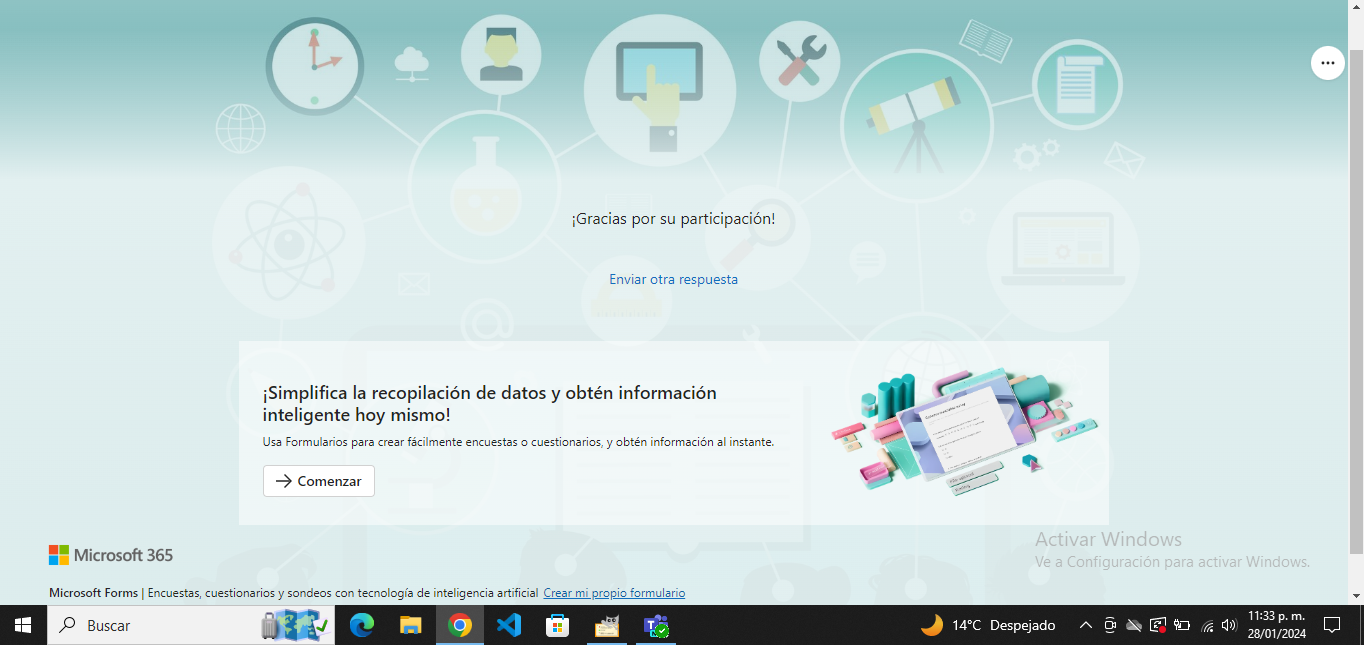 ¡Gracias por su participación!
Enviar otra respuesta
¡Simplifica la recopilación de datos y obtén información
inteligente hoy mismo!
Usa Formularios para crear fácilmente encuestas o cuestionarios, y obtén información al instante.
Comenzar
Microsoft 365
Activar Windows
Ve a Configuración para activar Windows.
Microsoft Forms | Encuestas, cuestionarios y sondeos con tecnología de inteligencia artificial Crear mi propio formulario
Buscar
14°C Despejado
11:33 p. m.
28/01/2024